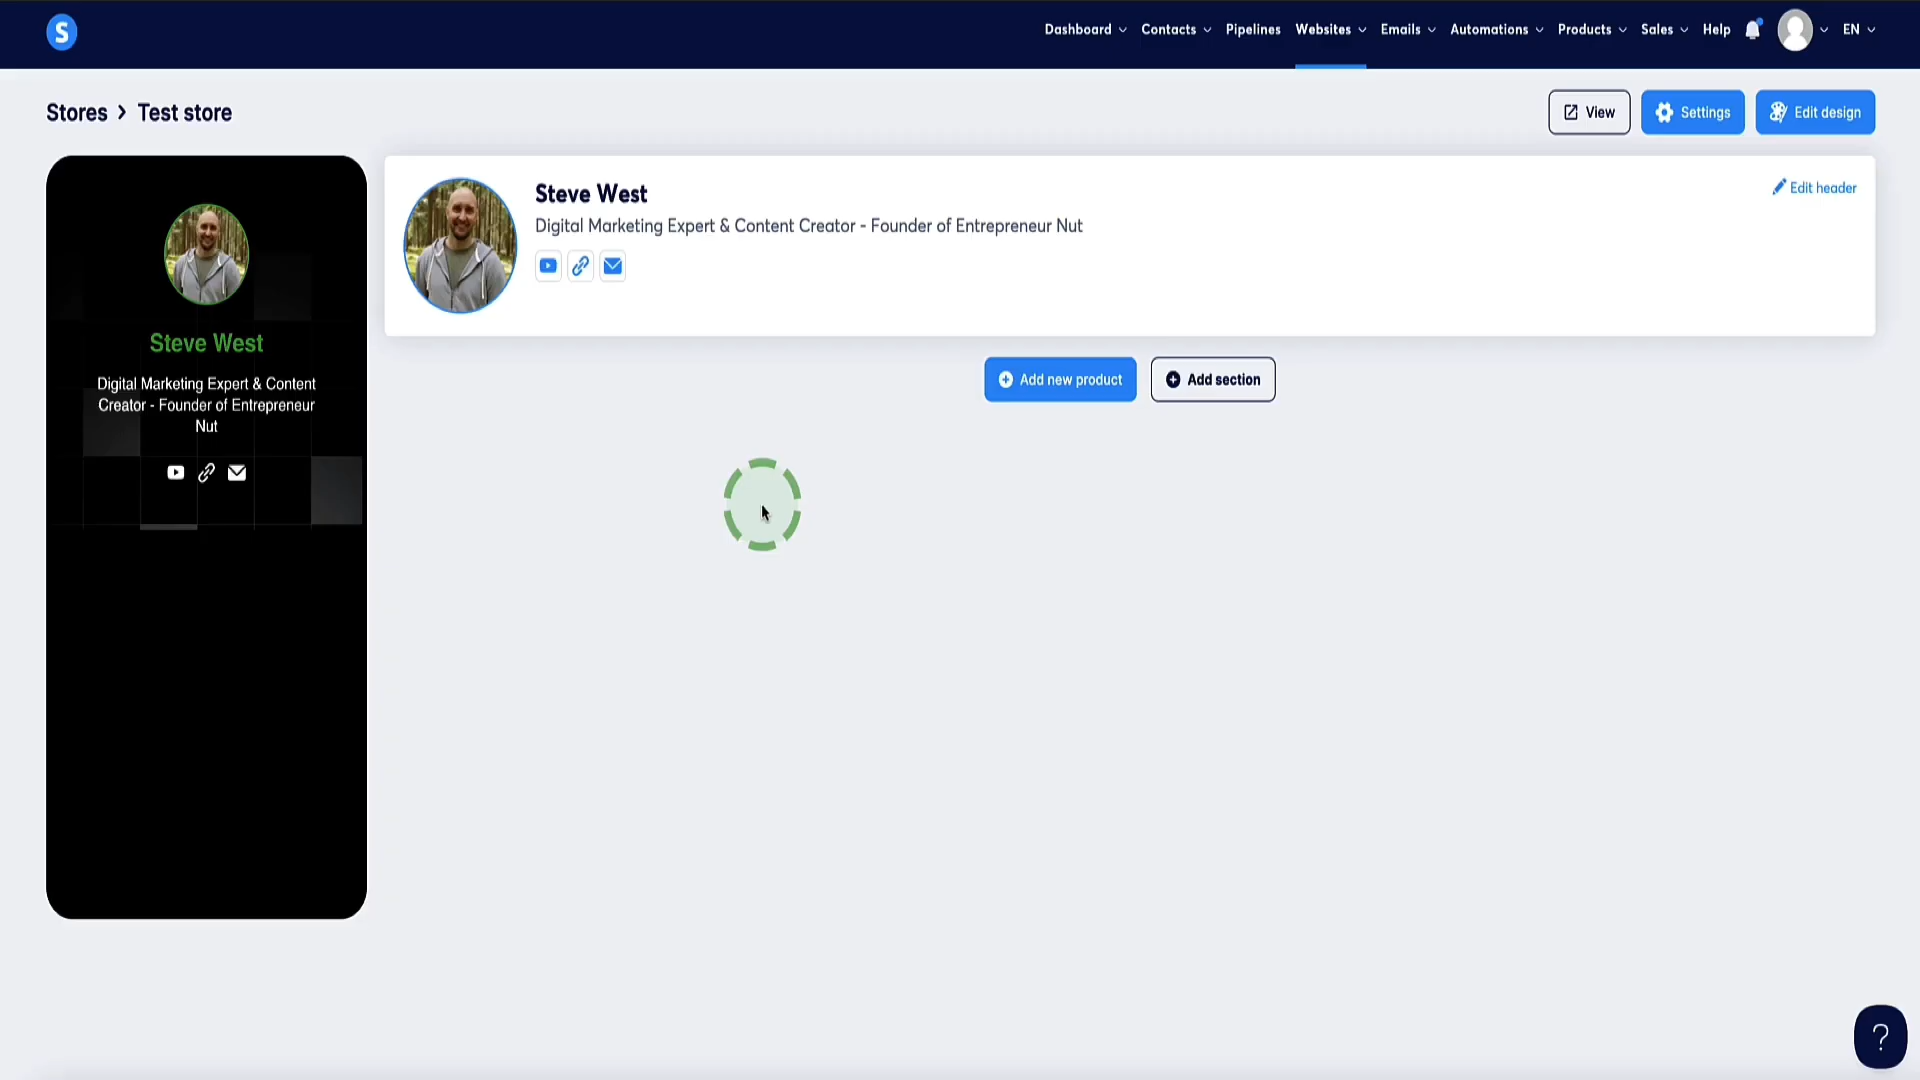 S
Dashboard Contacts Pipelines Websites Emails Automations Products Sales Help EN
Stores > Test store
View Settings Edit design
Steve West
Digital Marketing Expert & Content
Creator - Founder of Entrepreneur
Nut
Steve West
Digital Marketing Expert & Content Creator - Founder of Entrepreneur Nut
Edit header
Add new product Add section
?